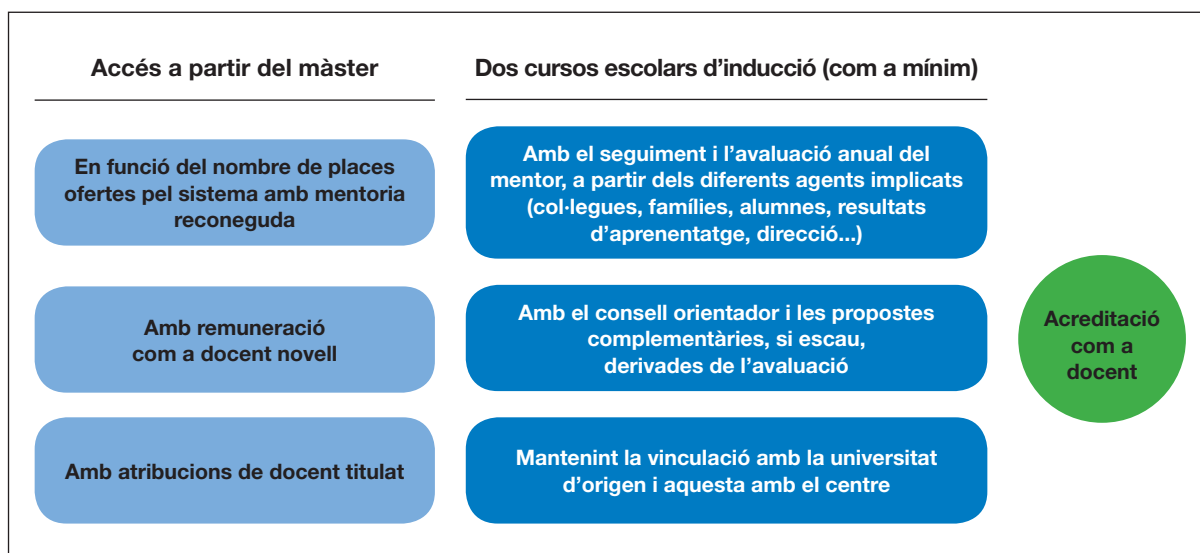 Accés a partir del màster
En funció del nombre de places
ofertes pel sistema amb mentoria
reconeguda
Amb remuneració
com a docent novell
Amb atribucions de docent titulat
Dos cursos escolars d’inducció (com a mínim)
Amb el seguiment i l’avaluació anual del
mentor, a partir dels diferents agents implicats
(col·legues, famílies, alumnes, resultats
d’aprenentatge, direcció...)
Amb el consell orientador i les propostes
complementàries, si escau,
derivades de l’avaluació
Mantenint la vinculació amb la universitat
d’origen i aquesta amb el centre
Acreditació
com a
docent